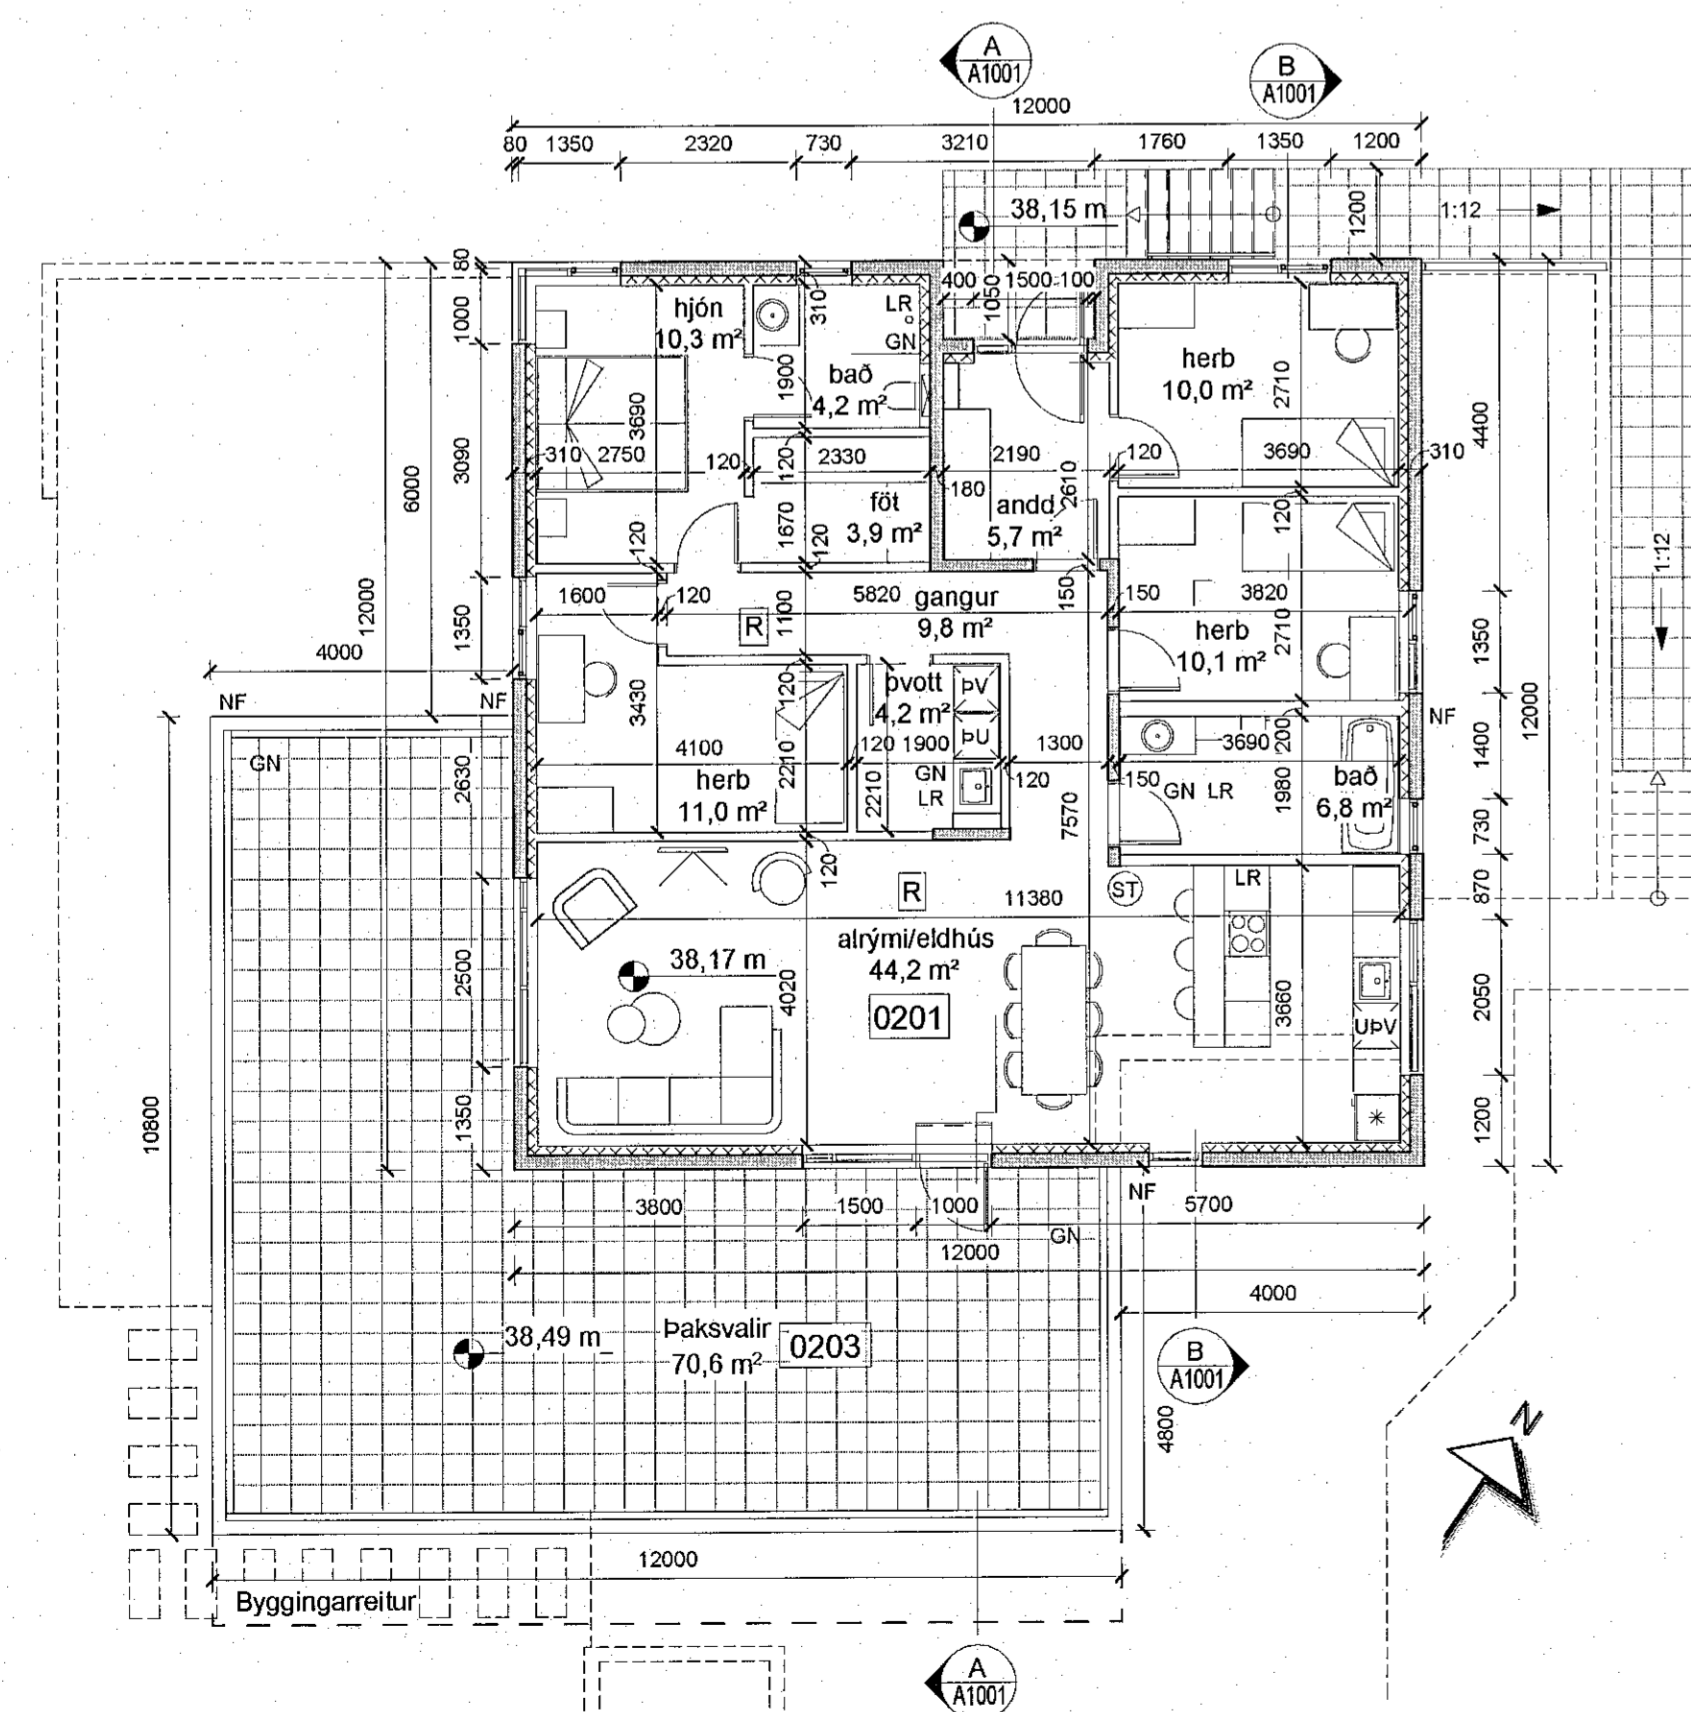 A
A1001
B
A1001
12000
80 1350 2320 730 3210 1760 1350 1200
38,15 m
1200
1:12
80
400 1500 100
1050
310
1000
hjón
10,3 m²
LR
GN
herb
10,0 m²
bað
4,2 m²
1900
3690
2710
4400
3090
6000
310 2750 120 2330 2190 120 3690 310
120
180
2610
föt
3,9 m²
andd
5,7 m²
1670
120
120
120
1:12
12000
1600 120 5820 150 3820
gangur
9,8 m²
R
1100
150
herb
10,1 m²
2710
1350
1350
4000
NF NF
þvott
4,2 m²
ÞV
ÞU
120
3430
NF
12000
GN
4100 120 1900 1300 3690
200
1400
herb
11,0 m²
2210
2210
GN
LR
120
150
GN LR
bað
6,8 m²
1980
2630
730
7570
120
R
ST
LR
870
11380
alrými/eldhús
44,2 m²
38,17 m
0201
4020
3660
2500
2050
UÞV
1350
1200
10800
3800 1500 1000 NF 5700
GN
12000
4000
Þaksvalir
70,6 m²
0203
38,49 m
B
A1001
4800
N
12000
Byggingarreitur
A
A1001